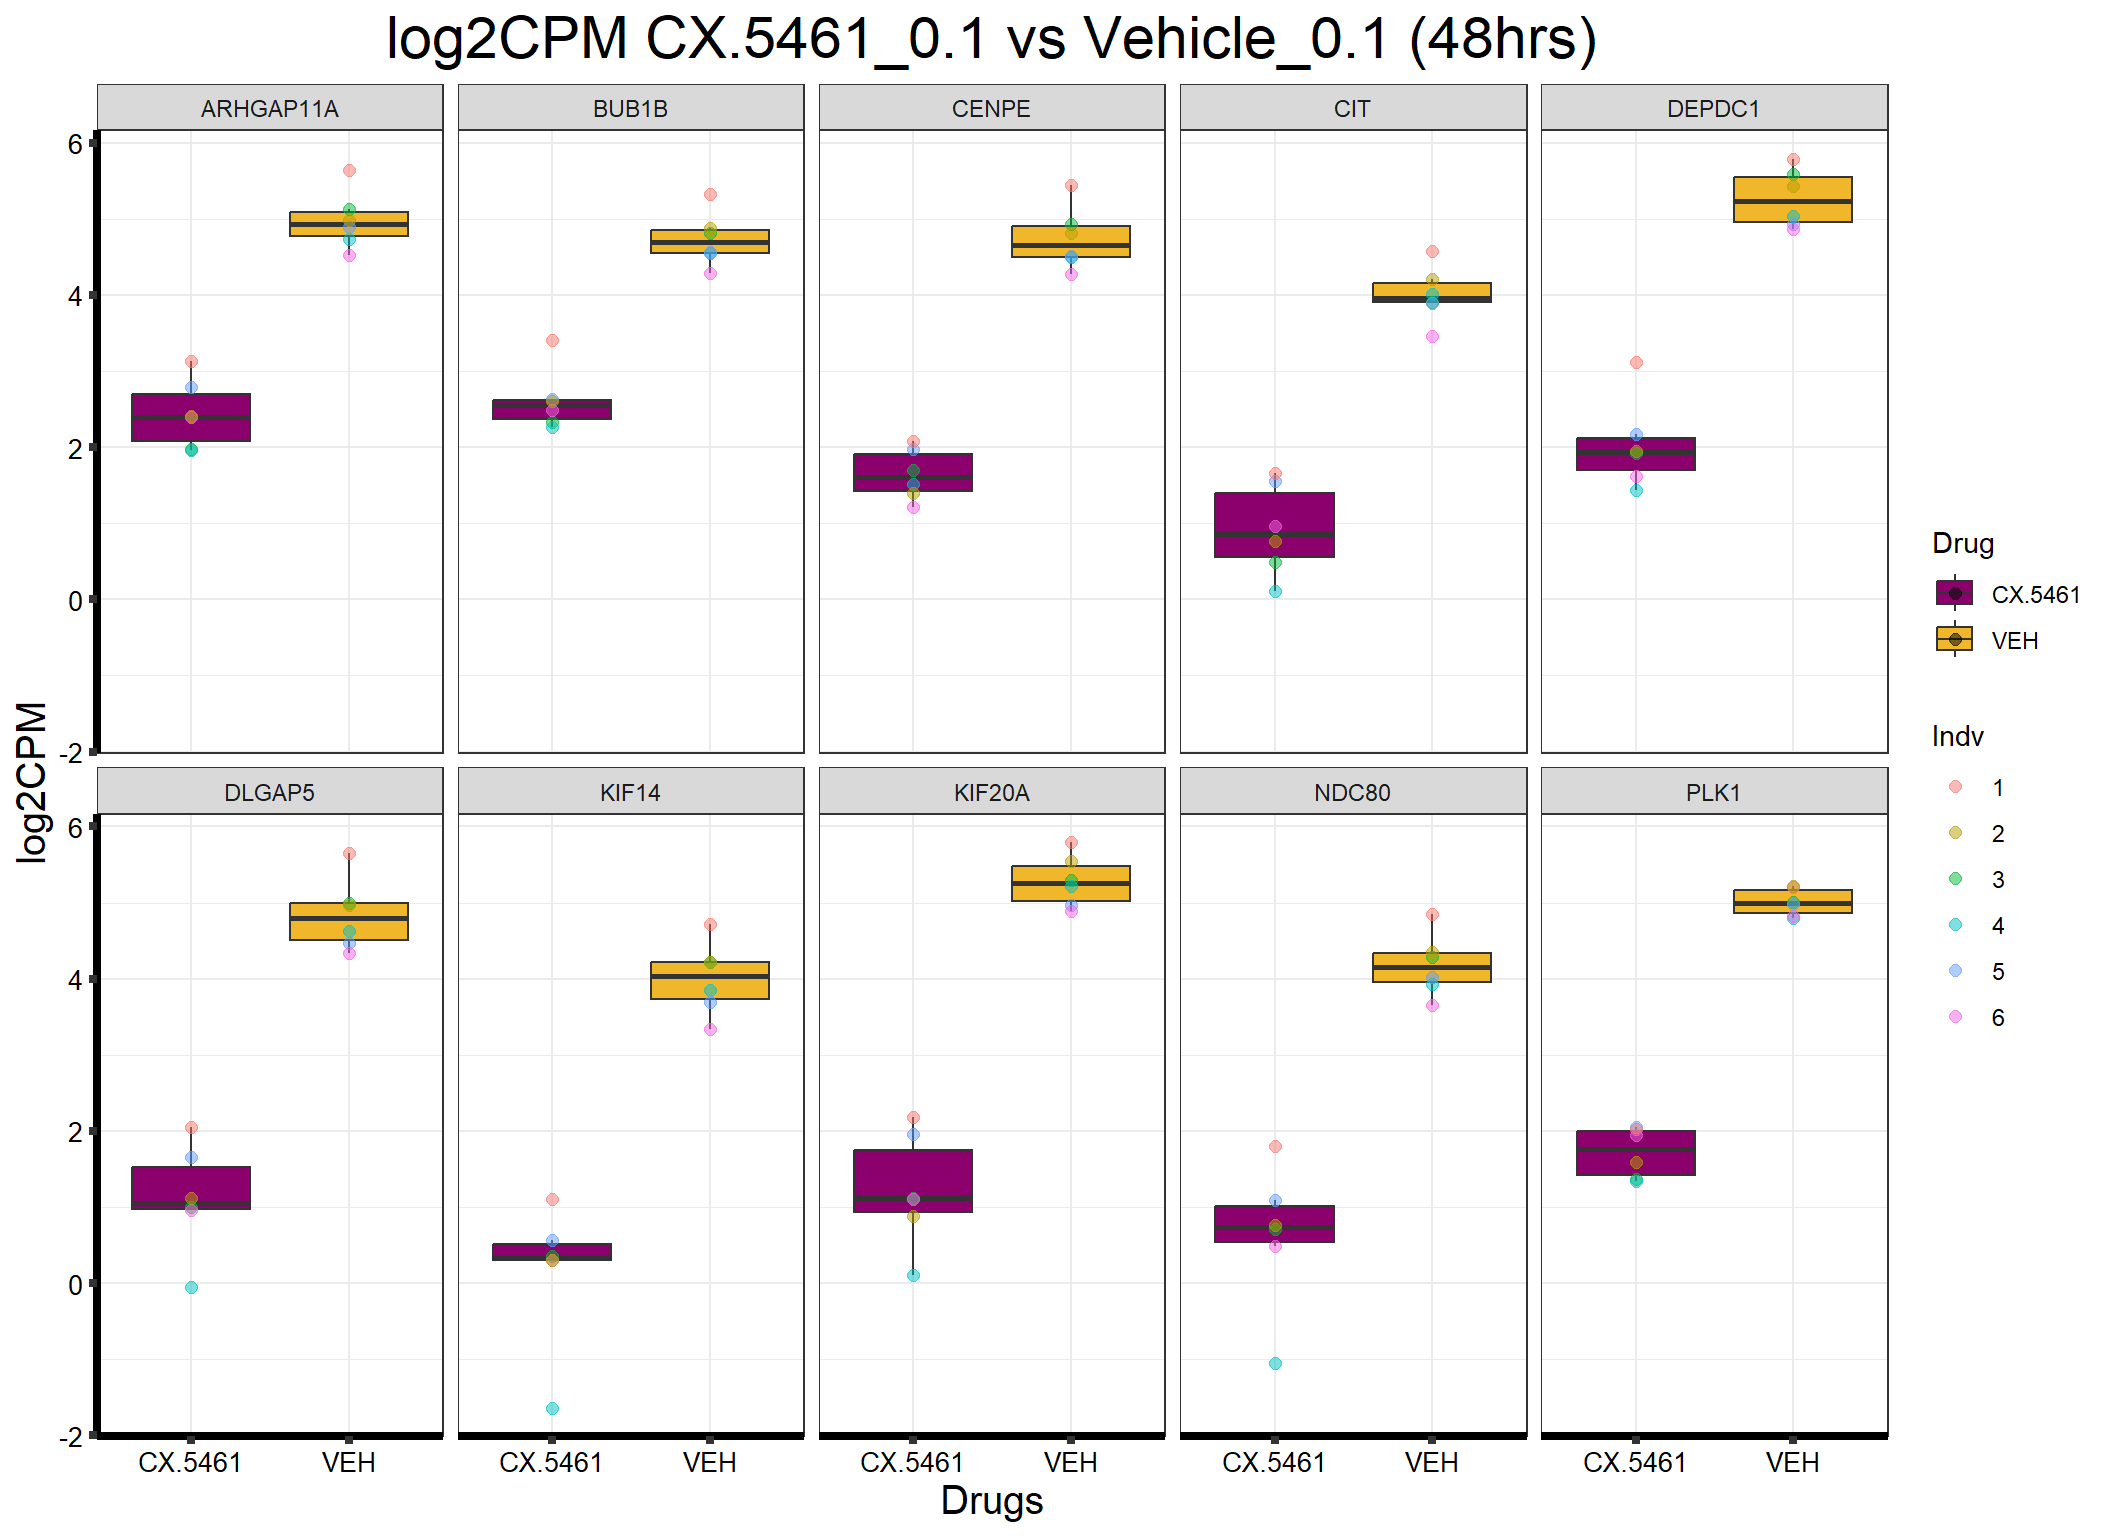 log2CPM CX.5461_0.1 vs Vehicle_0.1 (48hrs)
ARHGAP11A BUB1B CENPE CIT DEPDC1
6
4
2
0
-2
DLGAP5 KIF14 KIF20A NDC80 PLK1
6
4
2
0
-2
log2CPM
CX.5461 VEH CX.5461 VEH CX.5461 VEH CX.5461 VEH CX.5461 VEH
Drugs
Drug
CX.5461
VEH
Indv
1
2
3
4
5
6